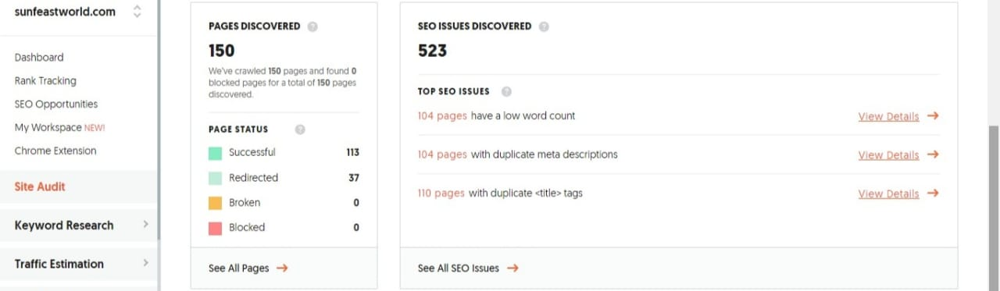 sunfeastworld.com
Dashboard
Rank Tracking
SEO Opportunities
My Workspace NEW!
Chrome Extension
Site Audit
Keyword Research
Traffic Estimation
PAGES DISCOVERED ?
150
We've crawled 150 pages and found 0
blocked pages for a total of 150 pages
discovered.
PAGE STATUS ?
Successful 113
Redirected 37
Broken 0
Blocked 0
See All Pages →
SEO ISSUES DISCOVERED ?
523
TOP SEO ISSUES ?
104 pages have a low word count View Details →
104 pages with duplicate meta descriptions View Details →
110 pages with duplicate <title> tags View Details →
See All SEO Issues →